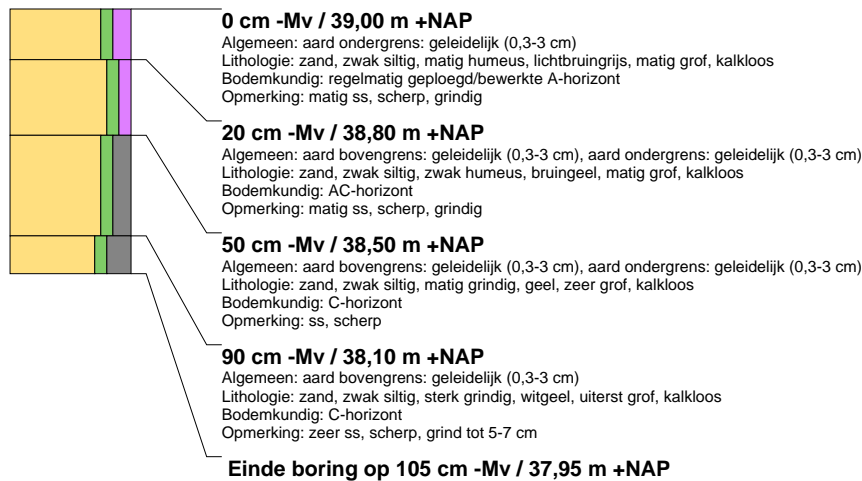 0 cm -Mv / 39,00 m +NAP
Algemeen: aard ondergrens: geleidelijk (0,3-3 cm)
Lithologie: zand, zwak siltig, matig humeus, lichtbruingrijs, matig grof, kalkloos
Bodemkundig: regelmatig geploegd/bewerkte A-horizont
Opmerking: matig ss, scherp, grindig
20 cm -Mv / 38,80 m +NAP
Algemeen: aard bovengrens: geleidelijk (0,3-3 cm), aard ondergrens: geleidelijk (0,3-3 cm)
Lithologie: zand, zwak siltig, zwak humeus, bruingeel, matig grof, kalkloos
Bodemkundig: AC-horizont
Opmerking: matig ss, scherp, grindig
50 cm -Mv / 38,50 m +NAP
Algemeen: aard bovengrens: geleidelijk (0,3-3 cm), aard ondergrens: geleidelijk (0,3-3 cm)
Lithologie: zand, zwak siltig, matig grindig, geel, zeer grof, kalkloos
Bodemkundig: C-horizont
Opmerking: ss, scherp
90 cm -Mv / 38,10 m +NAP
Algemeen: aard bovengrens: geleidelijk (0,3-3 cm)
Lithologie: zand, zwak siltig, sterk grindig, witgeel, uiterst grof, kalkloos
Bodemkundig: C-horizont
Opmerking: zeer ss, scherp, grind tot 5-7 cm
Einde boring op 105 cm -Mv / 37,95 m +NAP